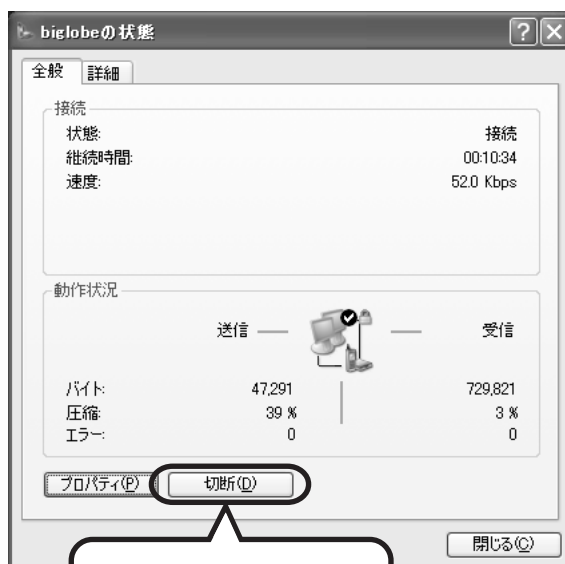 biglobeの状態
全般 詳細
接続
状態: 接続
継続時間: 00:10:34
速度: 52.0 Kbps
動作状況
送信 受信
バイト: 47,291 729,821
圧縮: 39 % 3 %
エラー: 0 0
プロパティ(P) 切断(D)
閉じる(C)